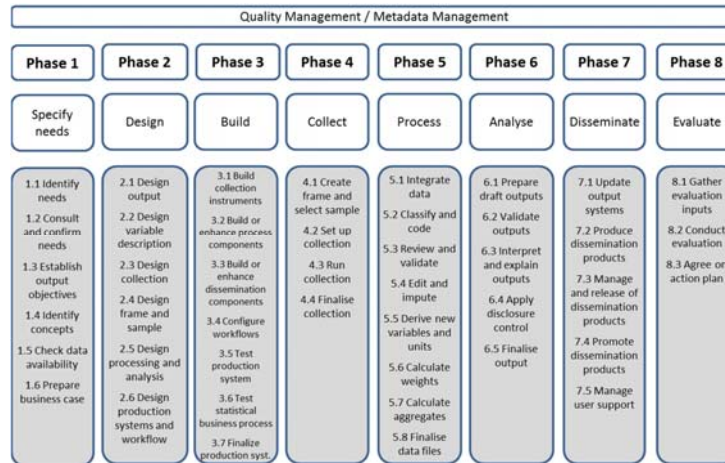 Quality Management / Metadata Management
Phase 1
Phase 2
Phase 3
Phase 4
Phase 5
Phase 6
Phase 7
Phase 8
Specify
needs
Design
Build
Collect
Process
Analyse
Disseminate
Evaluate
1.1 Identify
needs
1.2 Consult
and confirm
needs
1.3 Establish
output
objectives
1.4 Identify
concepts
1.5 Check data
availability
1.6 Prepare
business case
2.1 Design
output
2.2 Design
variable
description
2.3 Design
collection
2.4 Design
frame and
sample
2.5 Design
processing and
analysis
2.6 Design
production
systems and
workflow
3.1 Build
collection
instruments
3.2 Build or
enhance process
components
3.3 Build or
enhance
dissemination
components
3.4 Configure
workflows
3.5 Test
production
system
3.6 Test
statistical
business process
3.7 Finalize
production syst.
4.1 Create
frame and
select sample
4.2 Set up
collection
4.3 Run
collection
4.4 Finalise
collection
5.1 Integrate
data
5.2 Classify and
code
5.3 Review and
validate
5.4 Edit and
impute
5.5 Derive new
variables and
units
5.6 Calculate
weights
5.7 Calculate
aggregates
5.8 Finalise
data files
6.1 Prepare
draft outputs
6.2 Validate
outputs
6.3 Interpret
and explain
outputs
6.4 Apply
disclosure
control
6.5 Finalise
output
7.1 Update
output
systems
7.2 Produce
dissemination
products
7.3 Manage
and release of
dissemination
products
7.4 Promote
dissemination
products
7.5 Manage
user support
8.1 Gather
evaluation
inputs
8.2 Conduct
evaluation
8.3 Agree on
action plan